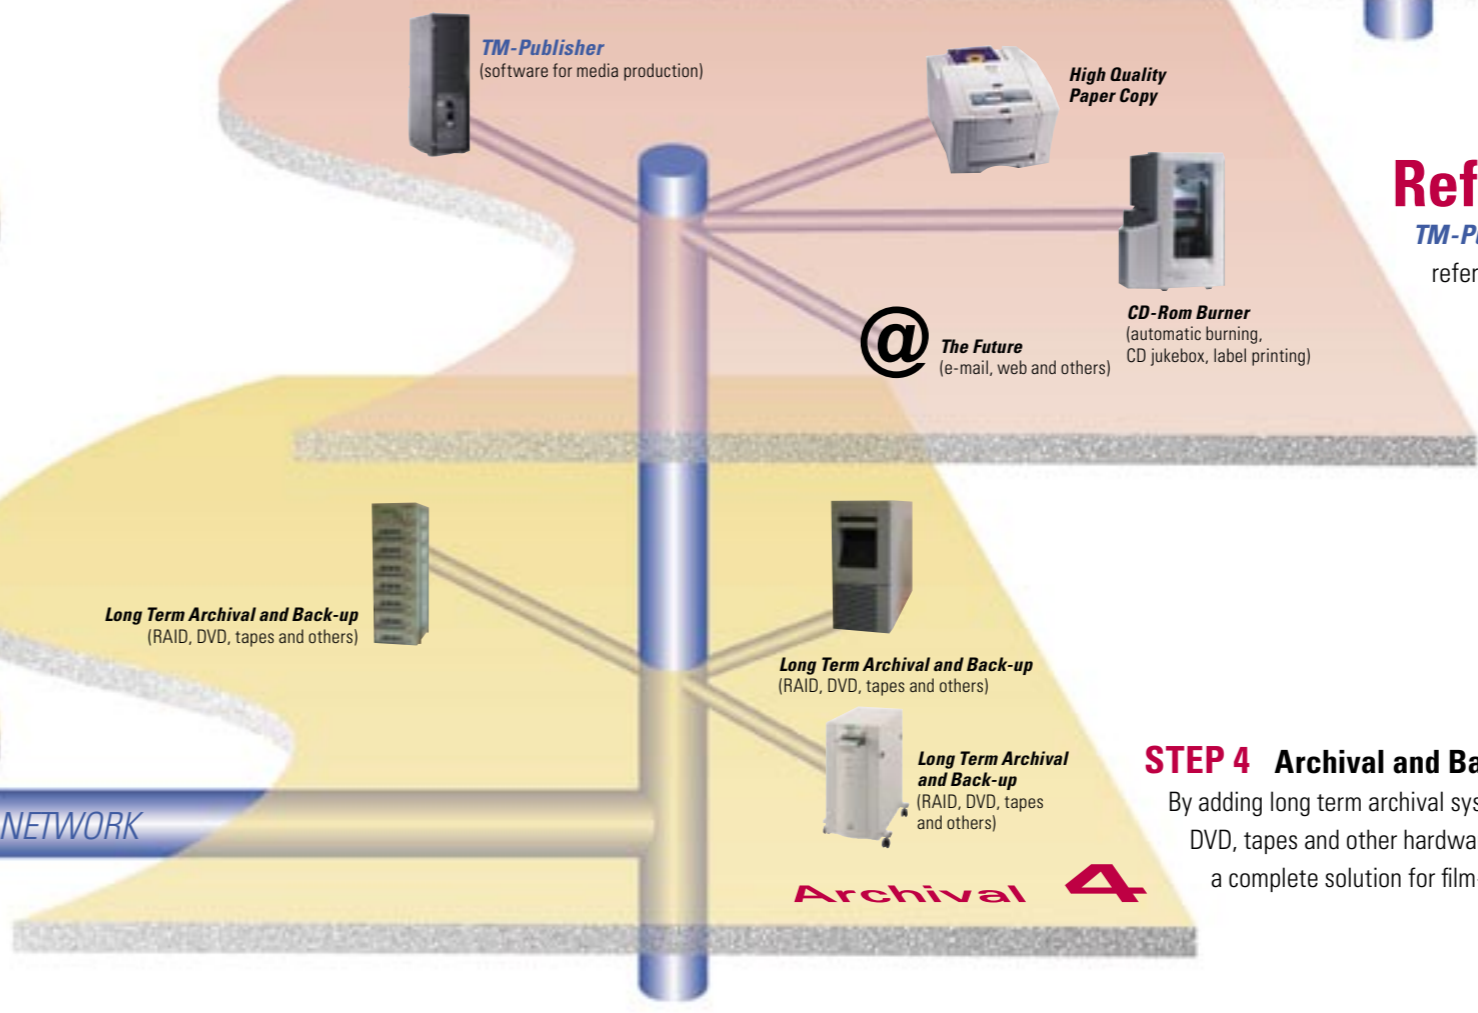 TM-Publisher
(software for media production)
High Quality
Paper Copy
Ref
TM-Pu
refer
CD-Rom Burner
(automatic burning,
CD jukebox, label printing)
@
The Future
(e-mail, web and others)
Long Term Archival and Back-up
(RAID, DVD, tapes and others)
Long Term Archival and Back-up
(RAID, DVD, tapes and others)
Long Term Archival
and Back-up
(RAID, DVD, tapes
and others)
STEP 4 Archival and Ba
By adding long term archival sys
DVD, tapes and other hardwa
a complete solution for film-
NETWORK
Archival 4